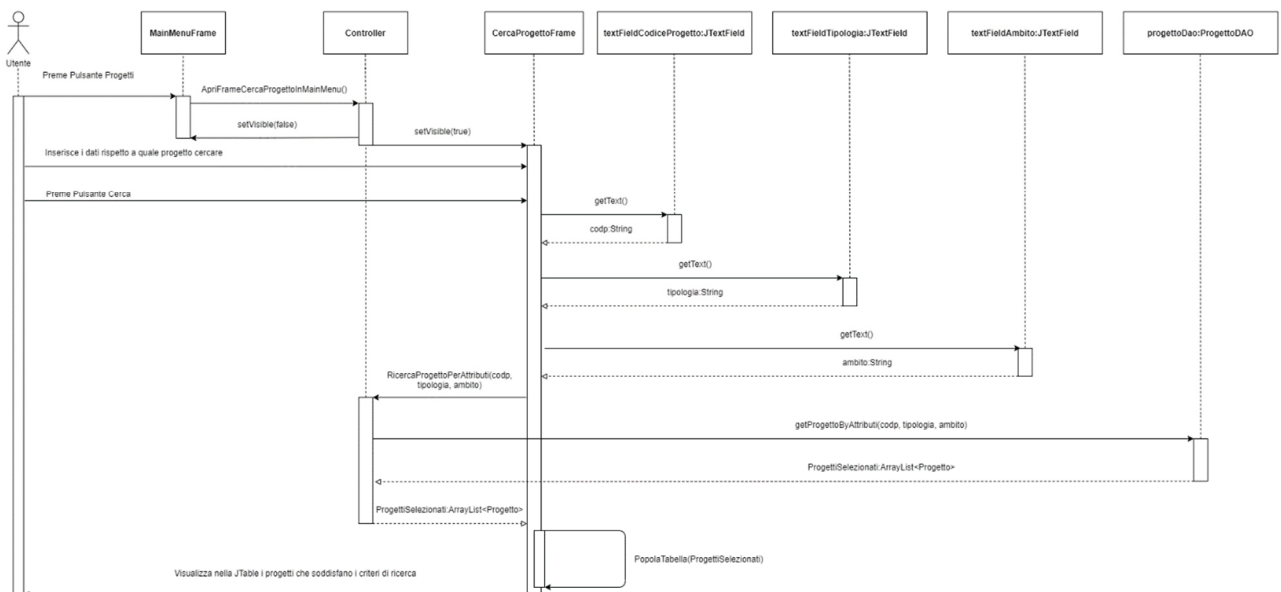 MainMenuFrame
Controller
CercaProgettoFrame
textFieldCodiceProgetto:JTextField
textFieldTipologia:JTextField
textFieldAmbito:JTextField
progettoDao:ProgettoDAO
Utente
Preme Pulsante Progetti
ApriFrameCercaProgettoInMainMenu()
setVisible(false)
setVisible(true)
Inserisce i dati rispetto a quale progetto cercare
Preme Pulsante Cerca
getText()
codp:String
getText()
tipologia:String
getText()
ambito:String
RicercaProgettoPerAttributi(codp,
tipologia, ambito)
getProgettoByAttributi(codp, tipologia, ambito)
ProgettiSelezionati:ArrayList<Progetto>
ProgettiSelezionati:ArrayList<Progetto>
PopolaTabella(ProgettiSelezionati)
Visualizza nella JTable i progetti che soddisfano i criteri di ricerca